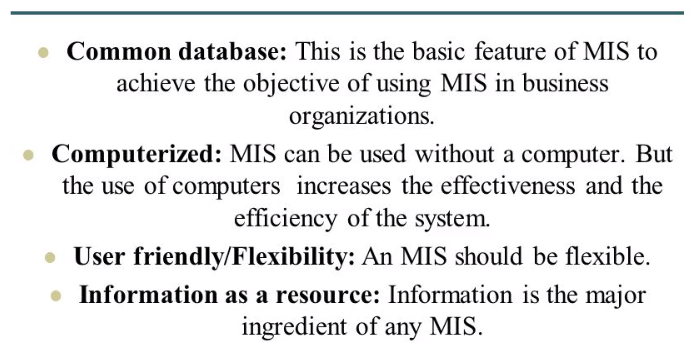 Common database: This is the basic feature of MIS to
achieve the objective of using MIS in business
organizations.
Computerized: MIS can be used without a computer. But
the use of computers increases the effectiveness and the
efficiency of the system.
User friendly/Flexibility: An MIS should be flexible.
Information as a resource: Information is the major
ingredient of any MIS.